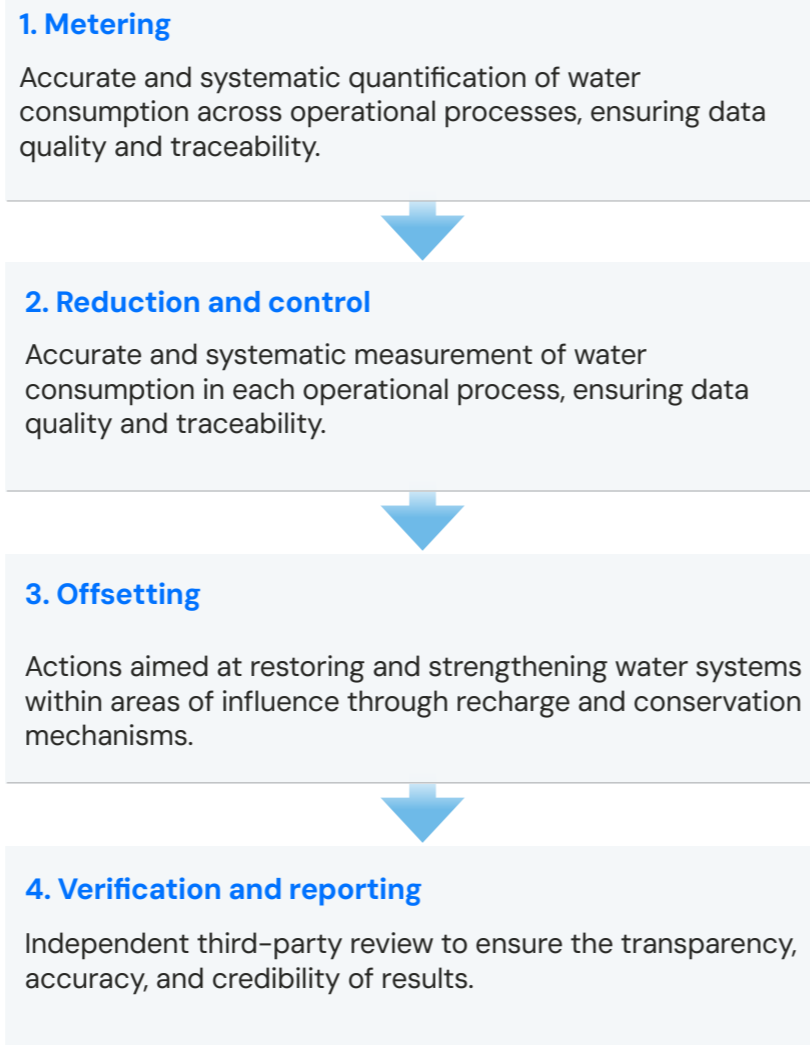 1. Metering
Accurate and systematic quantification of water
consumption across operational processes, ensuring data
quality and traceability.
2. Reduction and control
Accurate and systematic measurement of water
consumption in each operational process, ensuring data
quality and traceability.
3. Offsetting
Actions aimed at restoring and strengthening water systems
within areas of influence through recharge and conservation
mechanisms.
4. Verification and reporting
Independent third-party review to ensure the transparency,
accuracy, and credibility of results.